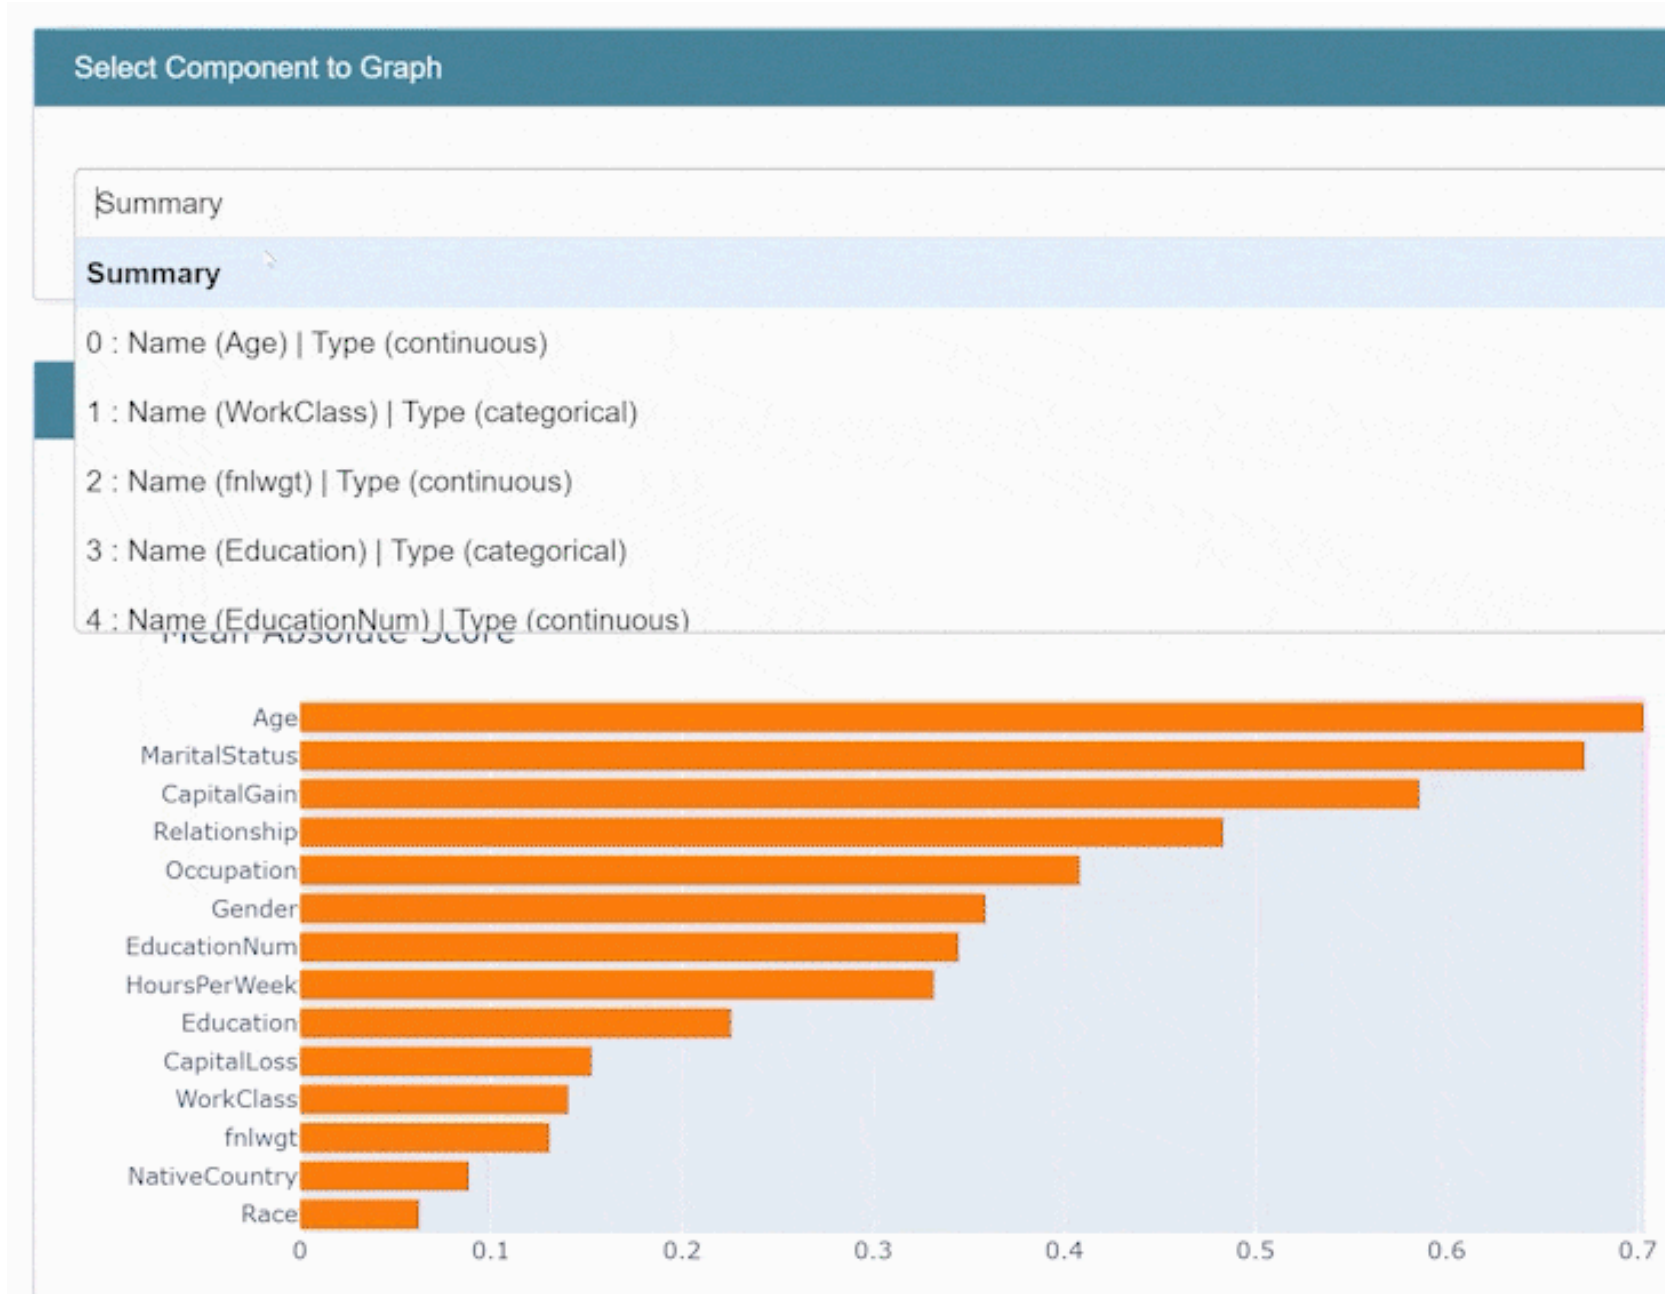 Select Component to Graph
Summary
Summary
0 : Name (Age) | Type (continuous)
1 : Name (WorkClass) | Type (categorical)
2 : Name (fnlwgt) | Type (continuous)
3 : Name (Education) | Type (categorical)
4 : Name (EducationNum) | Type (continuous)
Mean Absolute Score
Age
MaritalStatus
CapitalGain
Relationship
Occupation
Gender
EducationNum
HoursPerWeek
Education
CapitalLoss
WorkClass
fnlwgt
NativeCountry
Race
0 0.1 0.2 0.3 0.4 0.5 0.6 0.7